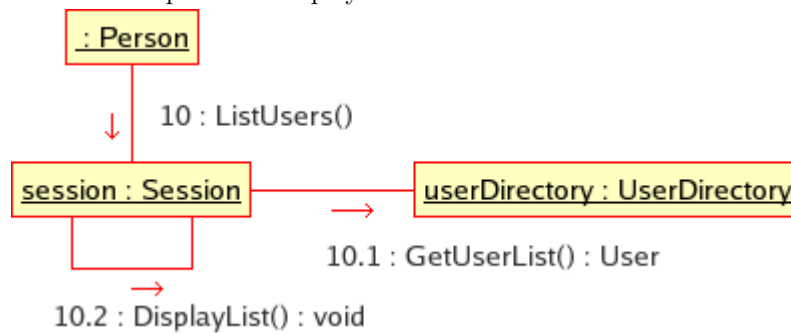 : Person
10 : ListUsers()
session : Session
userDirectory : UserDirectory
10.1 : GetUserList() : User
10.2 : DisplayList() : void